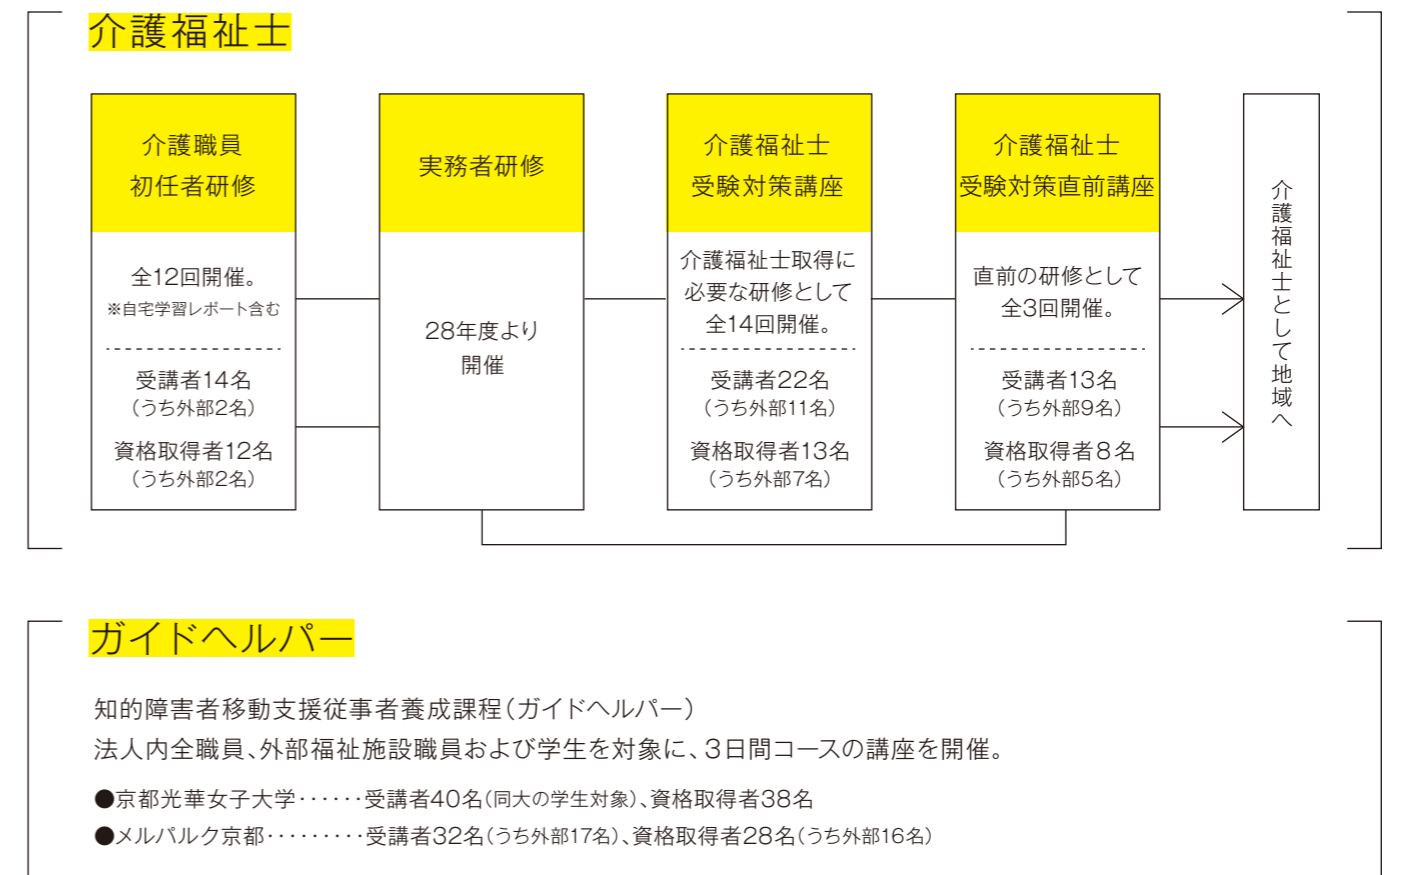 介護福祉士
介護職員
初任者研修
全12回開催。
※自宅学習レポート含む
受講者14名
(うち外部2名)
資格取得者12名
(うち外部2名)
実務者研修
28年度より
開催
介護福祉士
受験対策講座
介護福祉士取得に
必要な研修として
全14回開催。
受講者22名
(うち外部11名)
資格取得者13名
(うち外部7名)
介護福祉士
受験対策直前講座
直前の研修として
全3回開催。
受講者13名
(うち外部9名)
資格取得者8名
(うち外部5名)
介護福祉士として地域へ
ガイドヘルパー
知的障害者移動支援従事者養成課程(ガイドヘルパー)
法人内全職員、外部福祉施設職員および学生を対象に、3日間コースの講座を開催。
●京都光華女子大学······受講者40名(同大の学生対象)、資格取得者38名
●メルパルク京都·········受講者32名(うち外部17名)、資格取得者28名(うち外部16名)